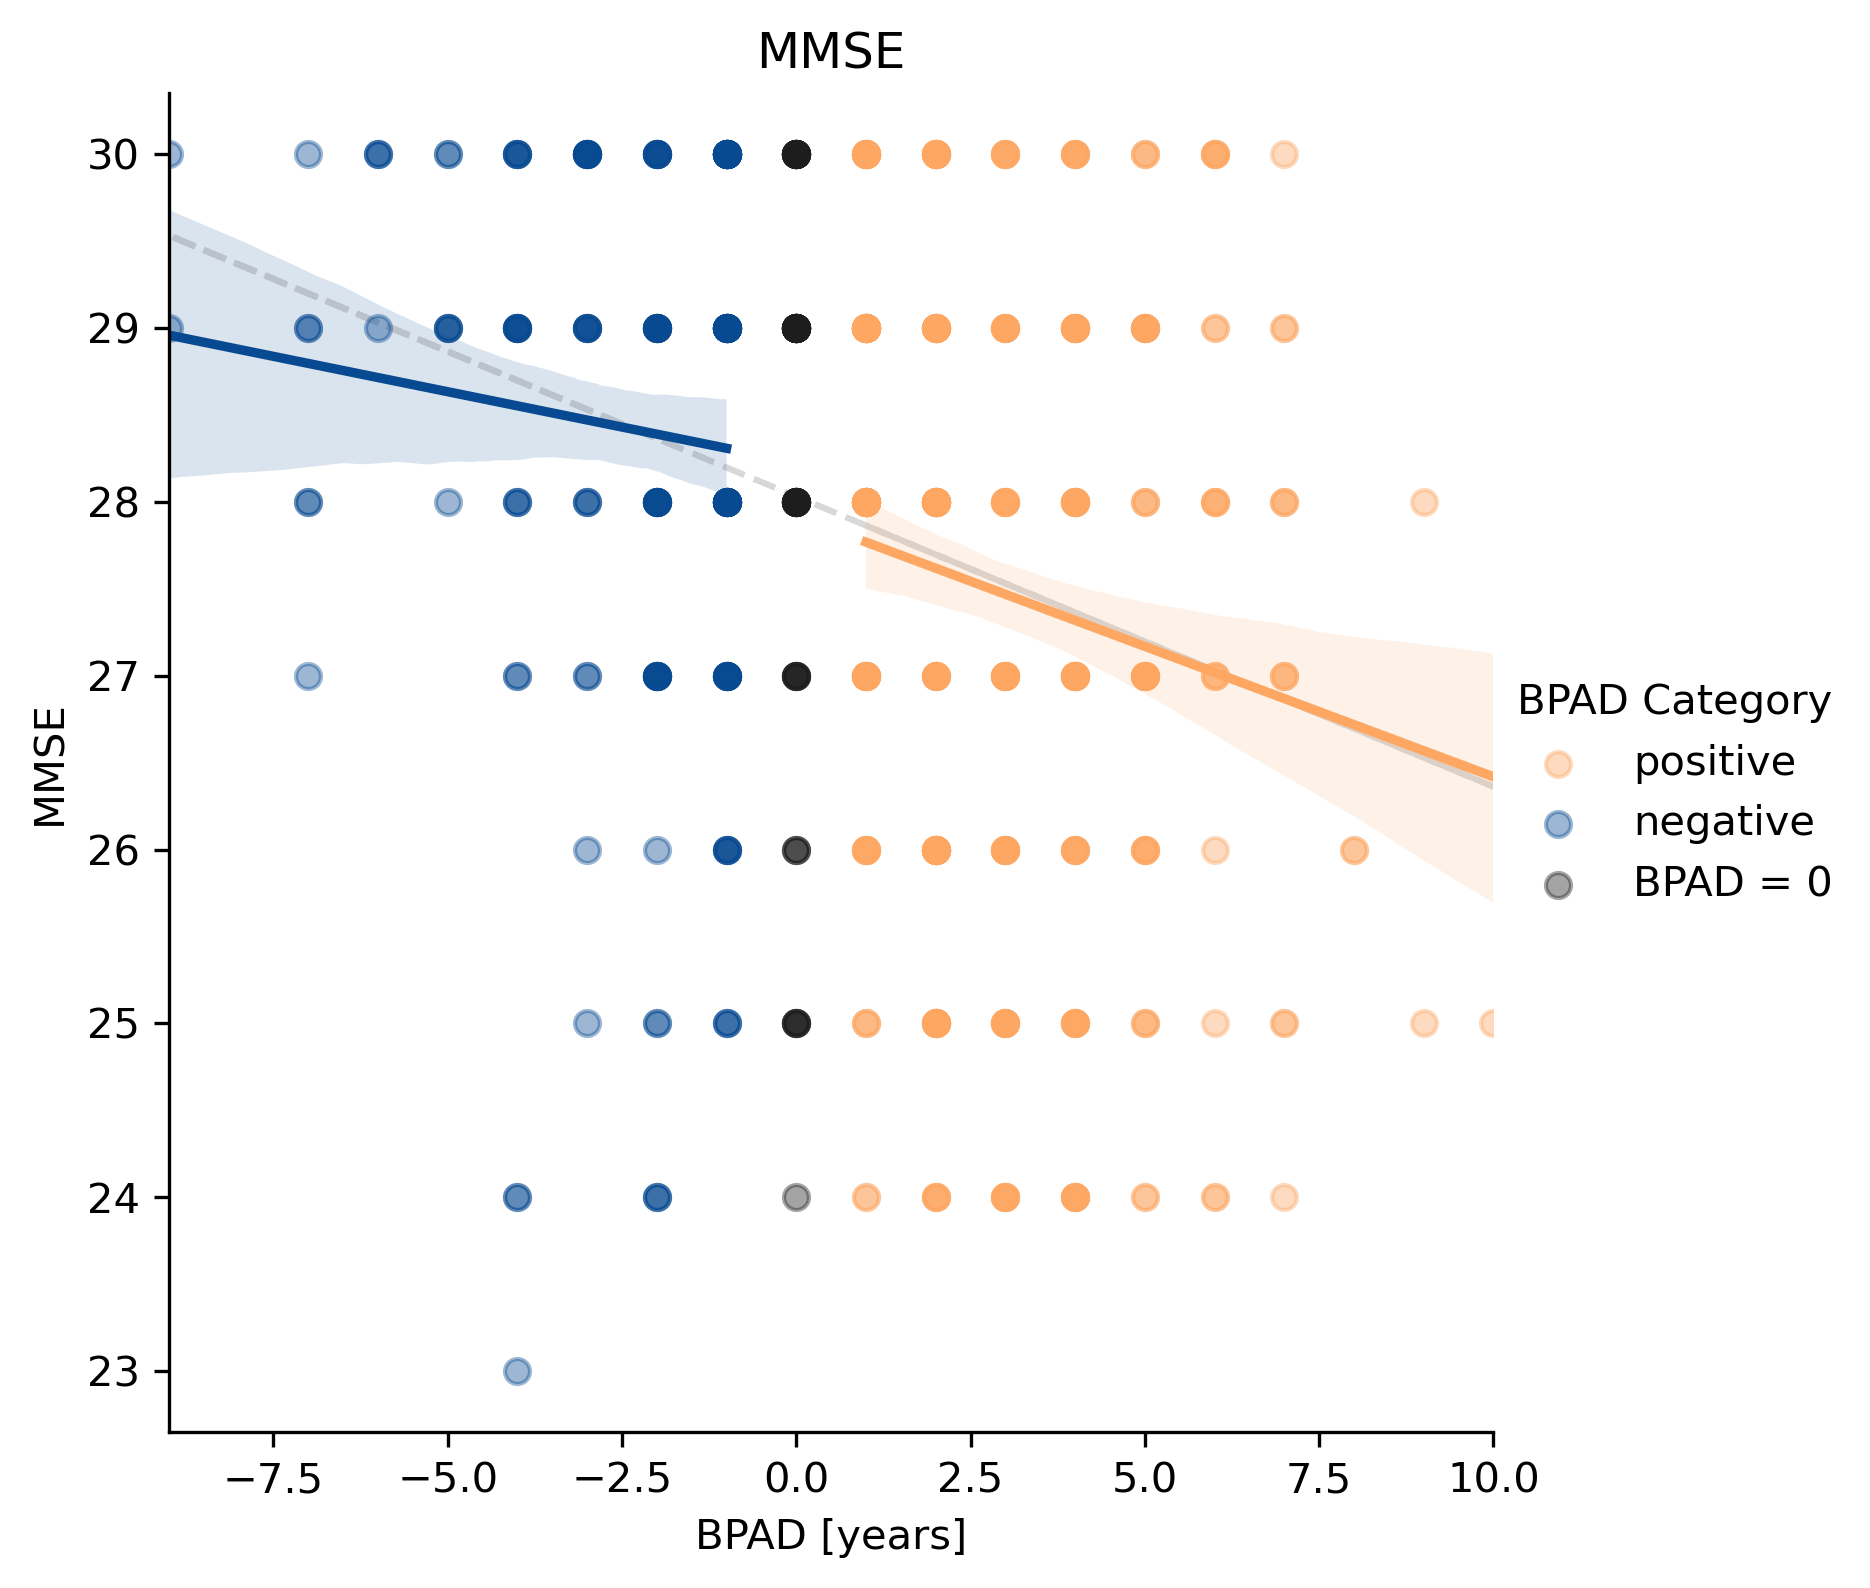 MMSE
30
29
28
27
26
25
24
23
MMSE
−7.5
−5.0
−2.5
0.0
2.5
5.0
7.5
10.0
BPAD [years]
BPAD Category
positive
negative
BPAD = 0